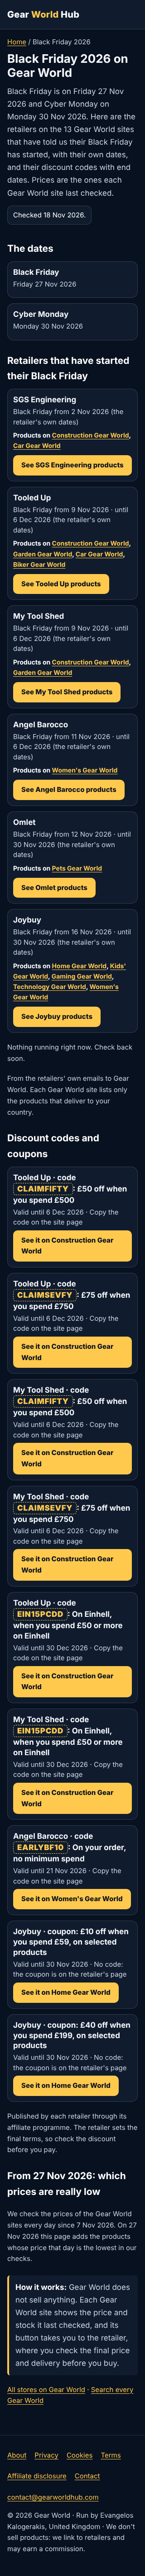 Gear World Hub
Home / Black Friday 2026
Black Friday 2026 on
Gear World
Black Friday is on Friday 27 Nov
2026 and Cyber Monday on
Monday 30 Nov 2026. Here are the
retailers on the 13 Gear World sites
that have told us their Black Friday
has started, with their own dates,
and their discount codes with end
dates. Prices are the ones each
Gear World site last checked.
Checked 18 Nov 2026.
The dates
Black Friday
Friday 27 Nov 2026
Cyber Monday
Monday 30 Nov 2026
Retailers that have started
their Black Friday
SGS Engineering
Black Friday from 2 Nov 2026 (the
retailer's own dates)
Products on Construction Gear World,
Car Gear World
See SGS Engineering products
Tooled Up
Black Friday from 9 Nov 2026 · until
6 Dec 2026 (the retailer's own
dates)
Products on Construction Gear World,
Garden Gear World, Car Gear World,
Biker Gear World
See Tooled Up products
My Tool Shed
Black Friday from 9 Nov 2026 · until
6 Dec 2026 (the retailer's own
dates)
Products on Construction Gear World,
Garden Gear World
See My Tool Shed products
Angel Barocco
Black Friday from 11 Nov 2026 · until
6 Dec 2026 (the retailer's own
dates)
Products on Women's Gear World
See Angel Barocco products
Omlet
Black Friday from 12 Nov 2026 · until
30 Nov 2026 (the retailer's own
dates)
Products on Pets Gear World
See Omlet products
Joybuy
Black Friday from 16 Nov 2026 · until
30 Nov 2026 (the retailer's own
dates)
Products on Home Gear World, Kids'
Gear World, Gaming Gear World,
Technology Gear World, Women's
Gear World
See Joybuy products
Nothing running right now. Check back
soon.
From the retailers' own emails to Gear
World. Each Gear World site lists only
the products that deliver to your
country.
Discount codes and
coupons
Tooled Up · code
CLAIMFIFTY: £50 off when
you spend £500
Valid until 6 Dec 2026 · Copy the
code on the site page
See it on Construction Gear
World
Tooled Up · code
CLAIMSEVFY: £75 off when
you spend £750
Valid until 6 Dec 2026 · Copy the
code on the site page
See it on Construction Gear
World
My Tool Shed · code
CLAIMFIFTY: £50 off when
you spend £500
Valid until 6 Dec 2026 · Copy the
code on the site page
See it on Construction Gear
World
My Tool Shed · code
CLAIMSEVFY: £75 off when
you spend £750
Valid until 6 Dec 2026 · Copy the
code on the site page
See it on Construction Gear
World
Tooled Up · code
EIN15PCDD: On Einhell,
when you spend £50 or more
on Einhell
Valid until 30 Dec 2026 · Copy the
code on the site page
See it on Construction Gear
World
My Tool Shed · code
EIN15PCD: On Einhell,
when you spend £50 or more
on Einhell
Valid until 30 Dec 2026 · Copy the
code on the site page
See it on Construction Gear
World
Angel Barocco · code
EARLYBF10: On your order,
no minimum spend
Valid until 21 Nov 2026 · Copy the
code on the site page
See it on Women's Gear World
Joybuy · coupon: £10 off when
you spend £59, on selected
products
Valid until 30 Nov 2026 · No code:
the coupon is on the retailer's page
See it on Home Gear World
Joybuy · coupon: £40 off when
you spend £199, on selected
products
Valid until 30 Nov 2026 · No code:
the coupon is on the retailer's page
See it on Home Gear World
Published by each retailer through its
affiliate programme. The retailer sets the
final terms, so check the discount
before you pay.
From 27 Nov 2026: which
prices are really low
We check the prices of the Gear World
sites every day since 7 Nov 2026. On 27
Nov 2026 this page adds the products
whose price that day is the lowest in our
checks.
How it works: Gear World does
not sell anything. Each Gear
World site shows the price and
stock it last checked, and its
button takes you to the retailer,
where you check the final price
and delivery before you buy.
All stores on Gear World · Search every
Gear World
About Privacy Cookies Terms
Affiliate disclosure Contact
contact@gearworldhub.com
© 2026 Gear World · Run by Evangelos
Kalogerakis, United Kingdom · We don't
sell products: we link to retailers and
may earn a commission.